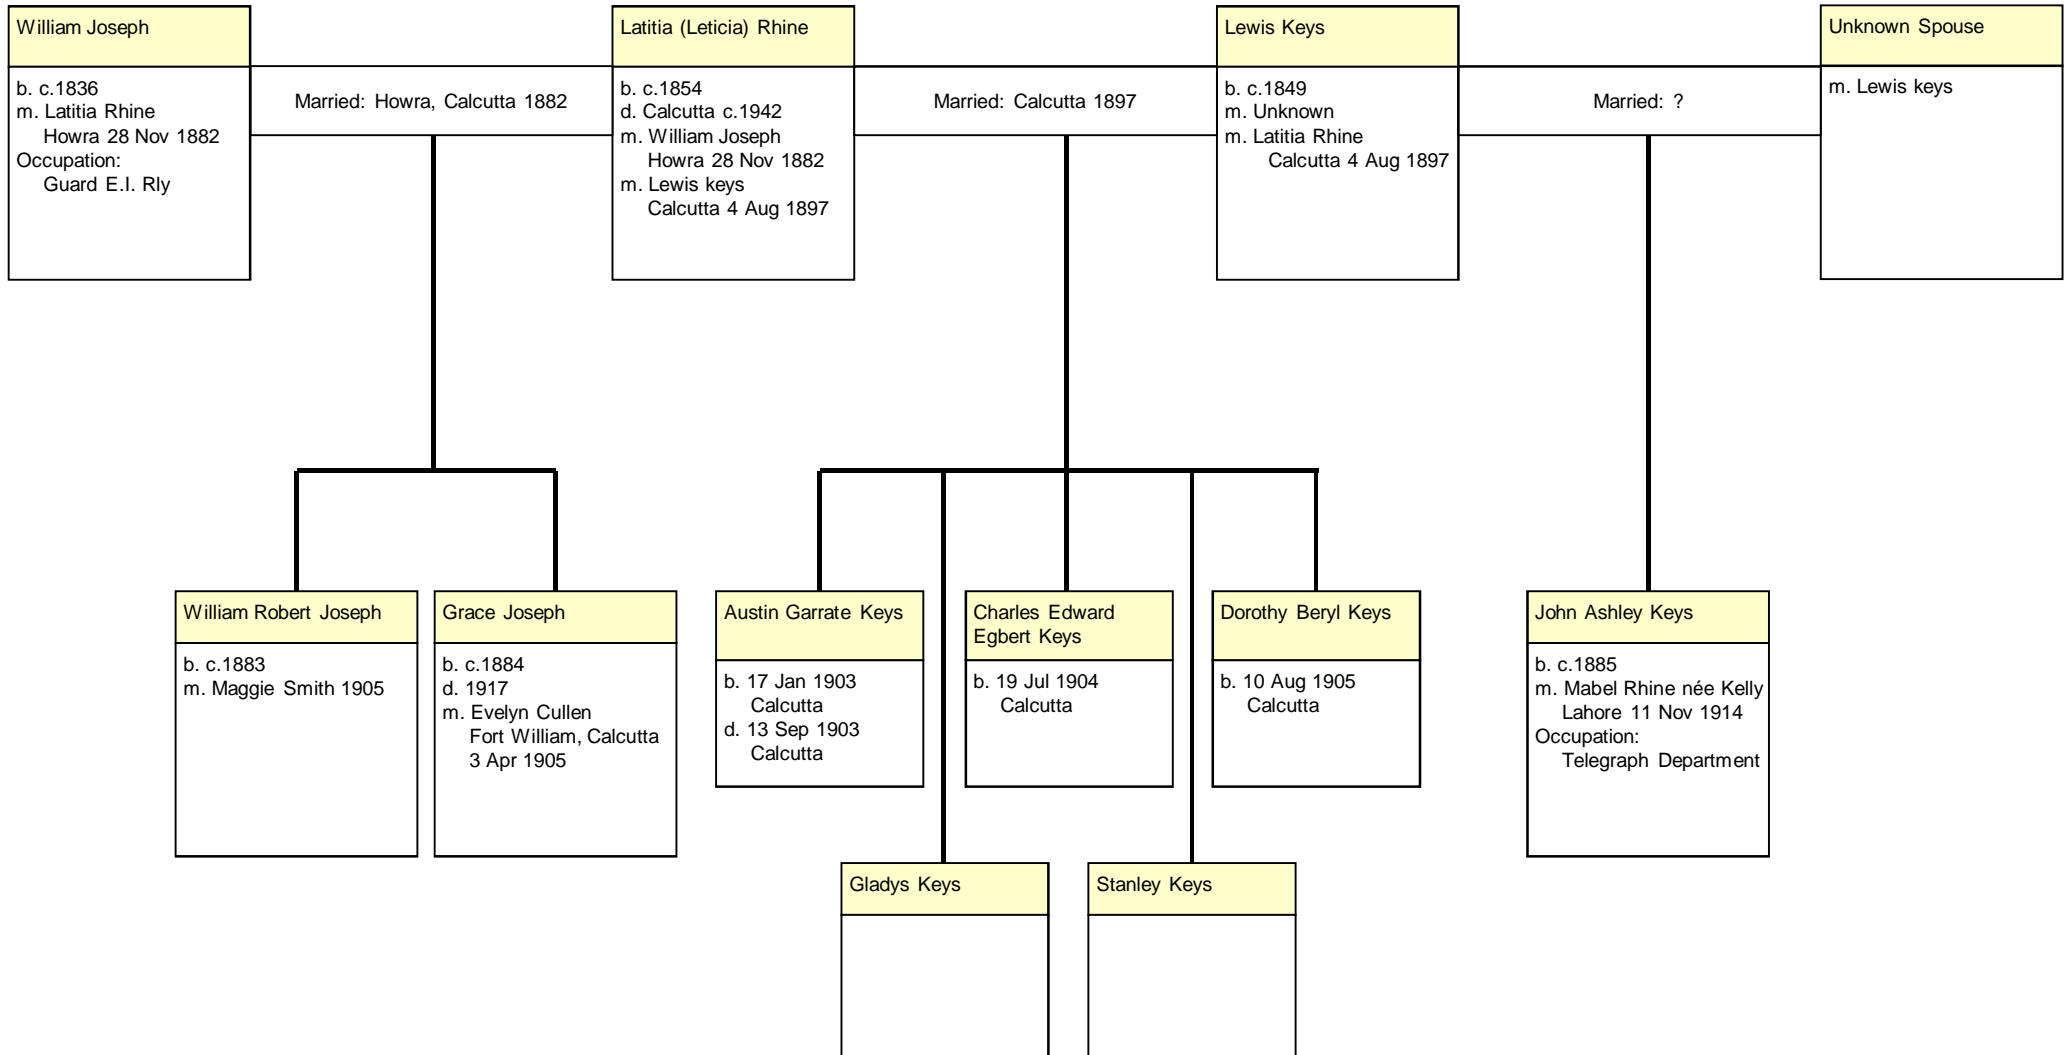 William Joseph
b. c.1836
m. Latitia Rhine
Howra 28 Nov 1882
Occupation:
Guard E.I. Rly
Married: Howra, Calcutta 1882
Latitia (Leticia) Rhine
b. c.1854
d. Calcutta c.1942
m. William Joseph
Howra 28 Nov 1882
m. Lewis keys
Calcutta 4 Aug 1897
Married: Calcutta 1897
Lewis Keys
b. c.1849
m. Unknown
m. Latitia Rhine
Calcutta 4 Aug 1897
Married: ?
Unknown Spouse
m. Lewis keys
William Robert Joseph
b. c.1883
m. Maggie Smith 1905
Grace Joseph
b. c.1884
d. 1917
m. Evelyn Cullen
Fort William, Calcutta
3 Apr 1905
Austin Garrate Keys
b. 17 Jan 1903
Calcutta
d. 13 Sep 1903
Calcutta
Charles Edward
Egbert Keys
b. 19 Jul 1904
Calcutta
Dorothy Beryl Keys
b. 10 Aug 1905
Calcutta
John Ashley Keys
b. c.1885
m. Mabel Rhine née Kelly
Lahore 11 Nov 1914
Occupation:
Telegraph Department
Gladys Keys
Stanley Keys